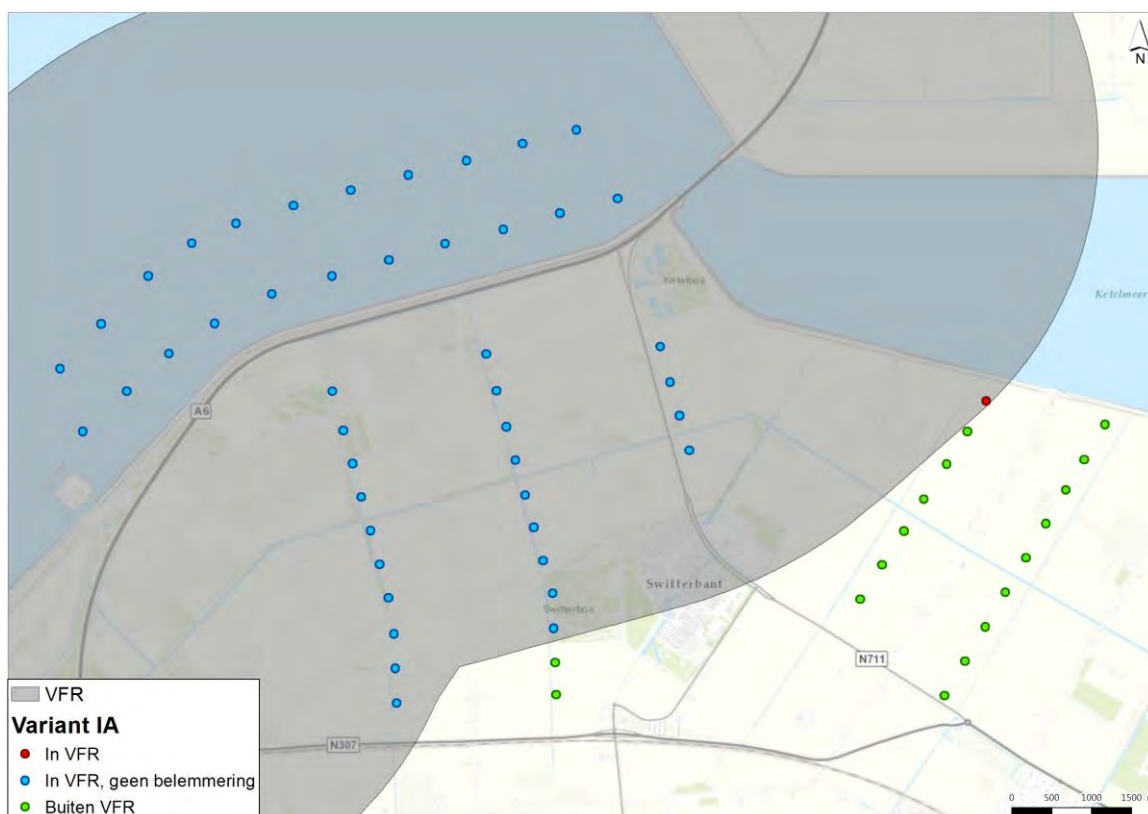 N
Ketelbos
Ketelmeer
A6
Swifterbant
Swifterbos
N711
N307
VFR
Variant IA
In VFR
In VFR, geen belemmering
Buiten VFR
0 500 1000 1500